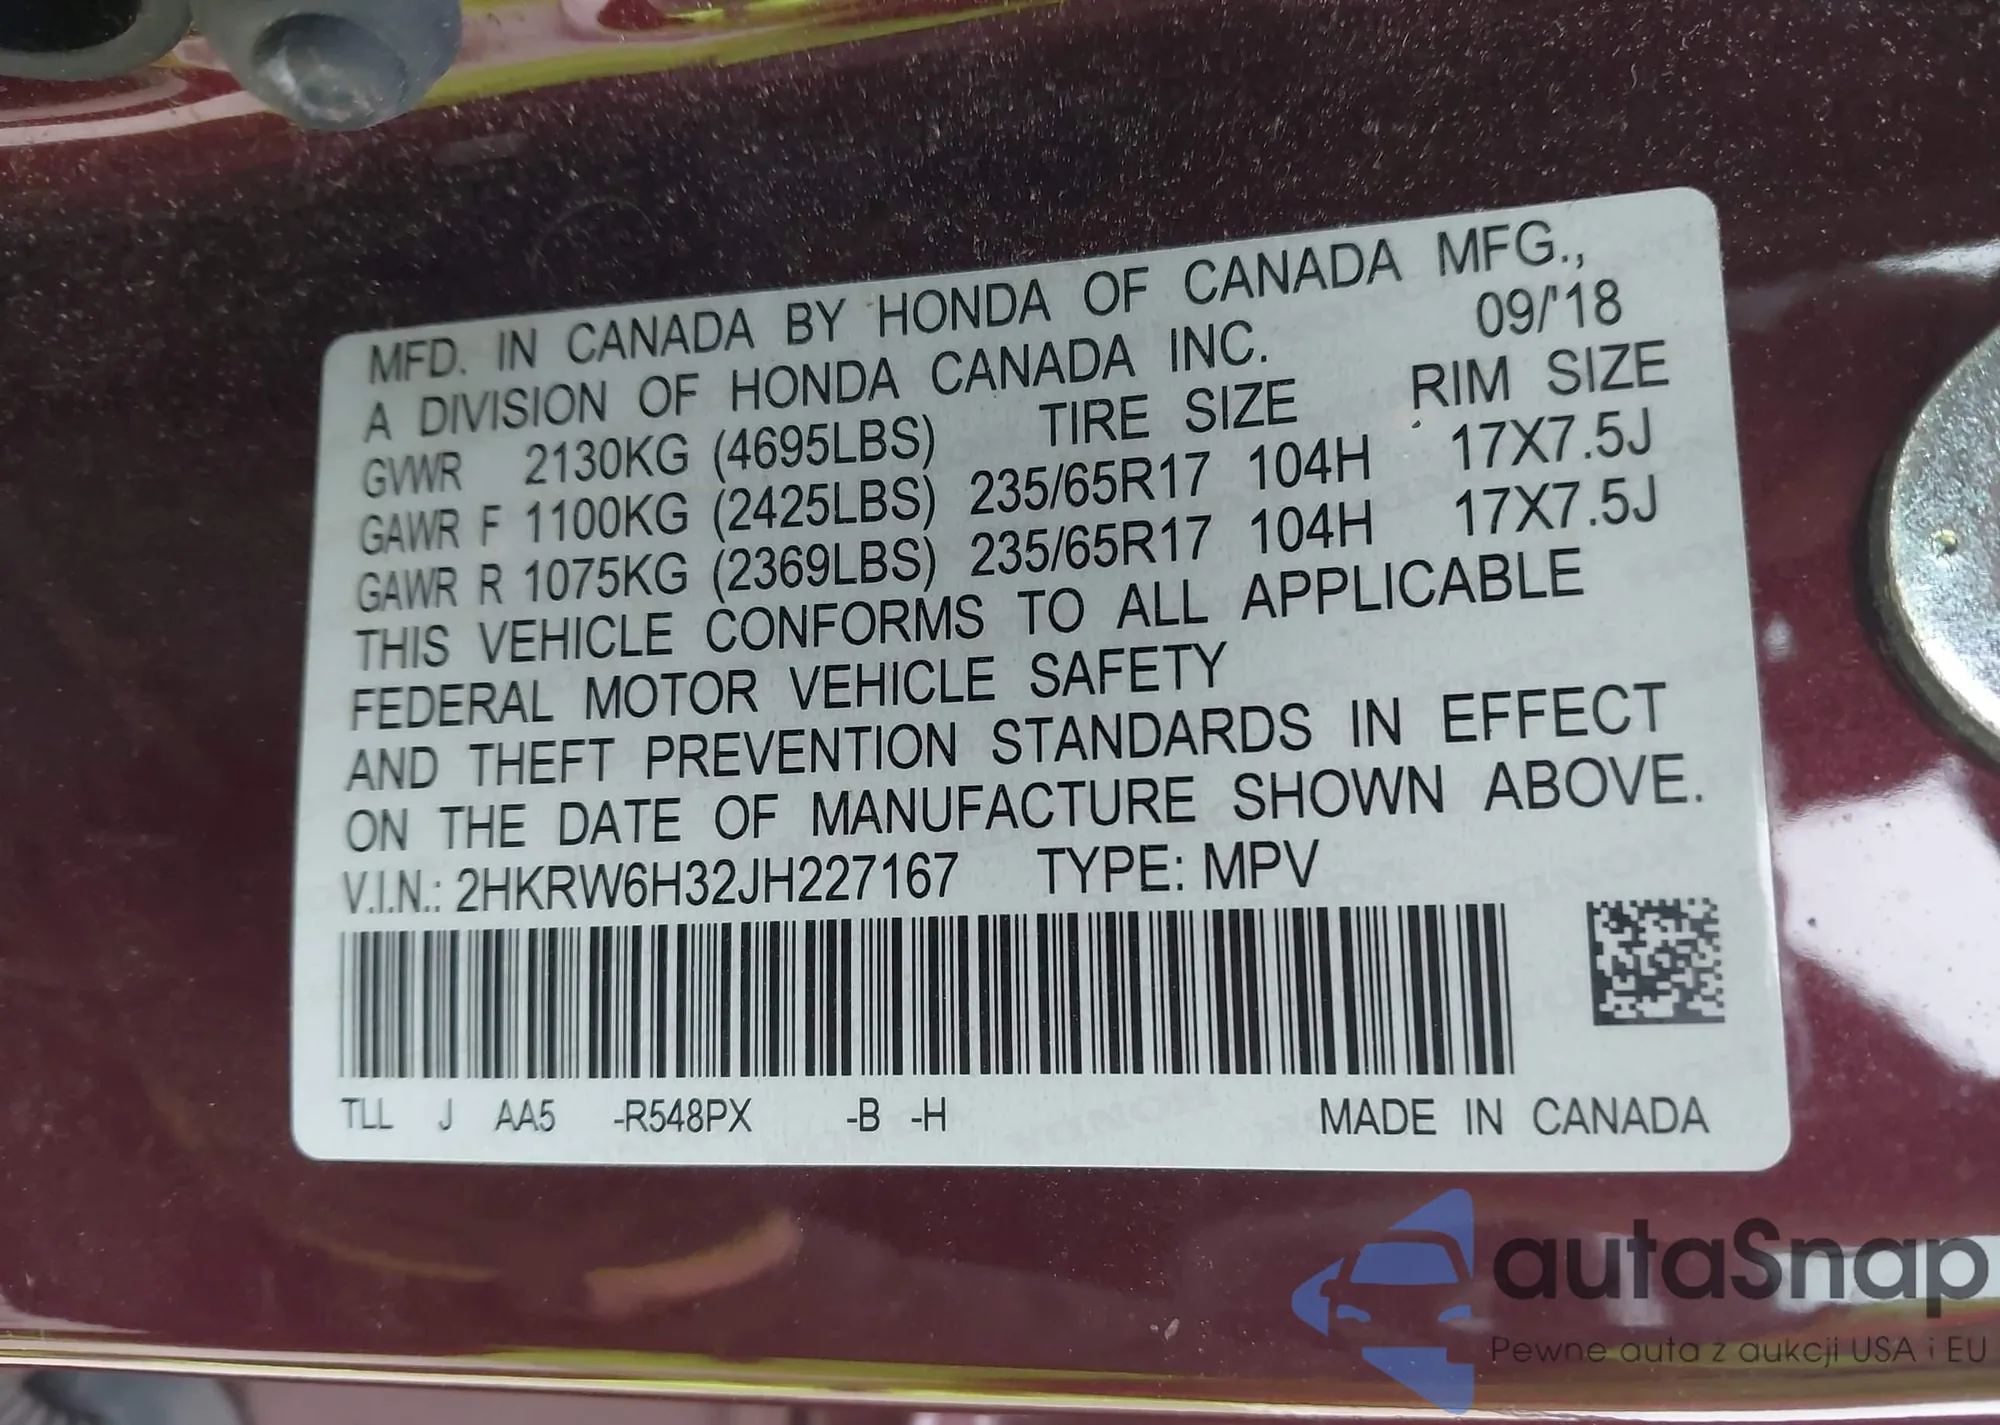 MFD. IN CANADA BY HONDA OF CANADA MFG.,
A DIVISION OF HONDA CANADA INC. 09/'18
GVWR 2130KG (4695LBS) TIRE SIZE RIM SIZE
GAWR F 1100KG (2425LBS) 235/65R17 104H 17X7.5J
GAWR R 1075KG (2369LBS) 235/65R17 104H 17X7.5J
THIS VEHICLE CONFORMS TO ALL APPLICABLE
FEDERAL MOTOR VEHICLE SAFETY
AND THEFT PREVENTION STANDARDS IN EFFECT
ON THE DATE OF MANUFACTURE SHOWN ABOVE.
V.I.N.: 2HKRW6H32JH227167 TYPE: MPV
TLL J AA5 -R548PX -B -H MADE IN CANADA
autaSnap
Pewne auta z aukcji USA i EU